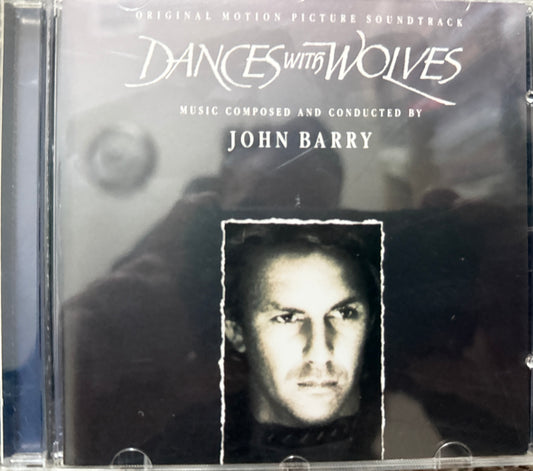 ORIGINAL MOTION PICTURE SOUNDTRACK
DANCES WITH WOLVES
MUSIC COMPOSED AND CONDUCTED BY
JOHN BARRY